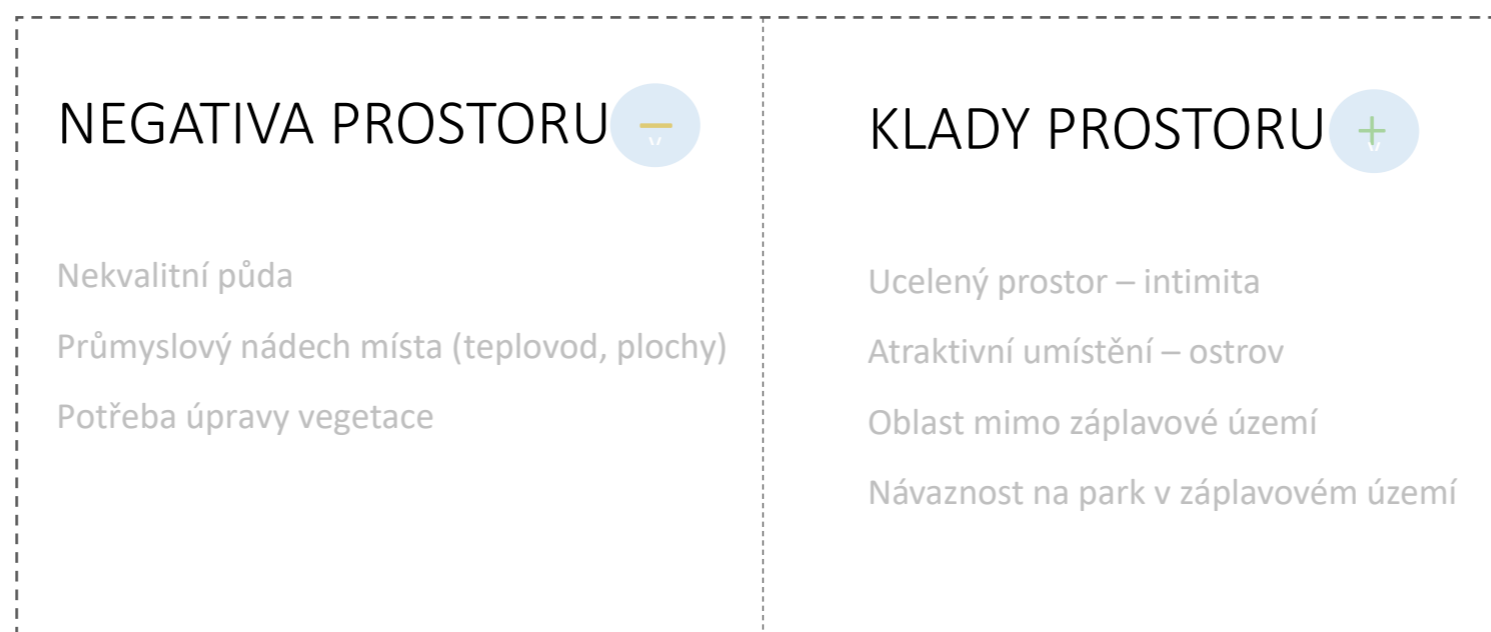 NEGATIVA PROSTORU –
Nekvalitní půda
Průmyslový nádech místa (teplovod, plochy)
Potřeba úpravy vegetace
KLADY PROSTORU +
Ucelený prostor – intimita
Atraktivní umístění – ostrov
Oblast mimo záplavové území
Návaznost na park v záplavovém území